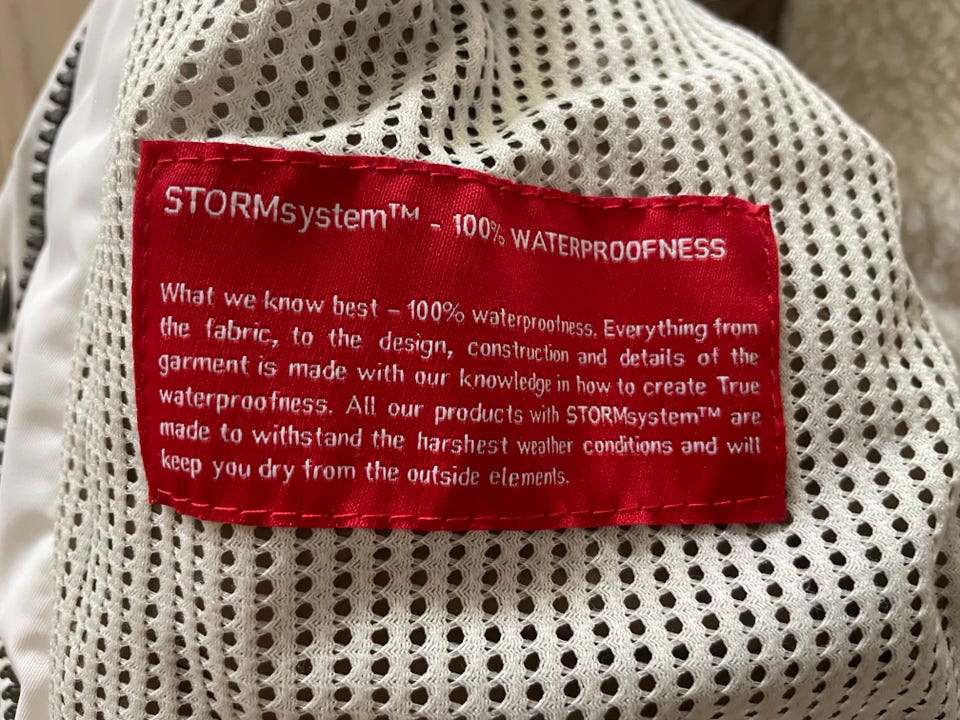 STORMsystem™ - 100% WATERPROOFNESS
What we know best - 100% waterproofness. Everything from
the fabric, to the design, construction and details of the
garment is made with our knowledge in how to create True
waterproofness. All our products with STORMsystem™ are
made to withstand the harshest weather conditions and will
keep you dry from the outside elements.